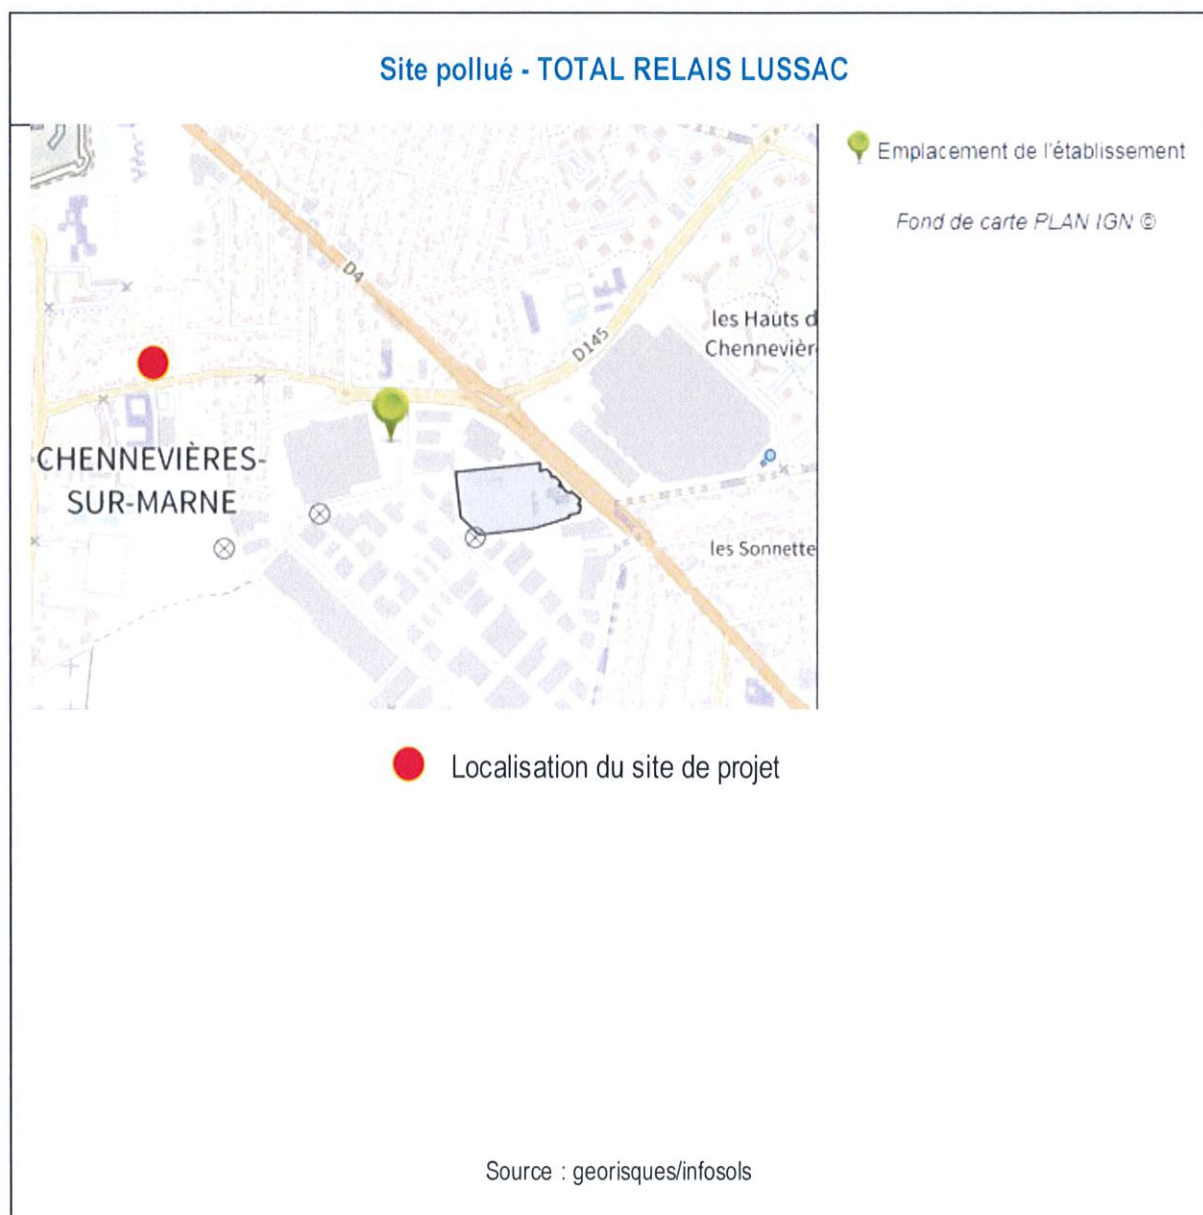 Site pollué - TOTAL RELAIS LUSSAC
Emplacement de l'établissement
Fond de carte PLAN IGN ©
D4
D145
les Hauts d
Chennevièr
CHENNEVIÈRES-
SUR-MARNE
les Sonnette
Localisation du site de projet
Source : georisques/infosols